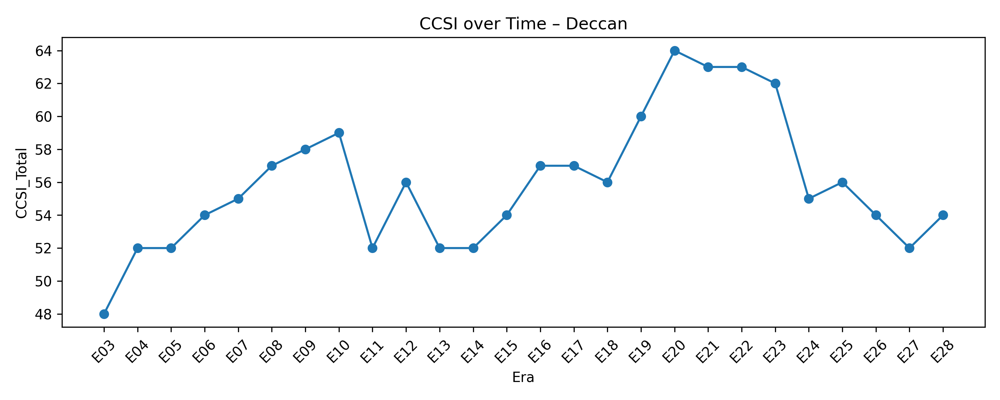 CCSI over Time – Deccan
CCSI_Total
64
62
60
58
56
54
52
50
48
E03 E04 E05 E06 E07 E08 E09 E10 E11 E12 E13 E14 E15 E16 E17 E18 E19 E20 E21 E22 E23 E24 E25 E26 E27 E28
Era